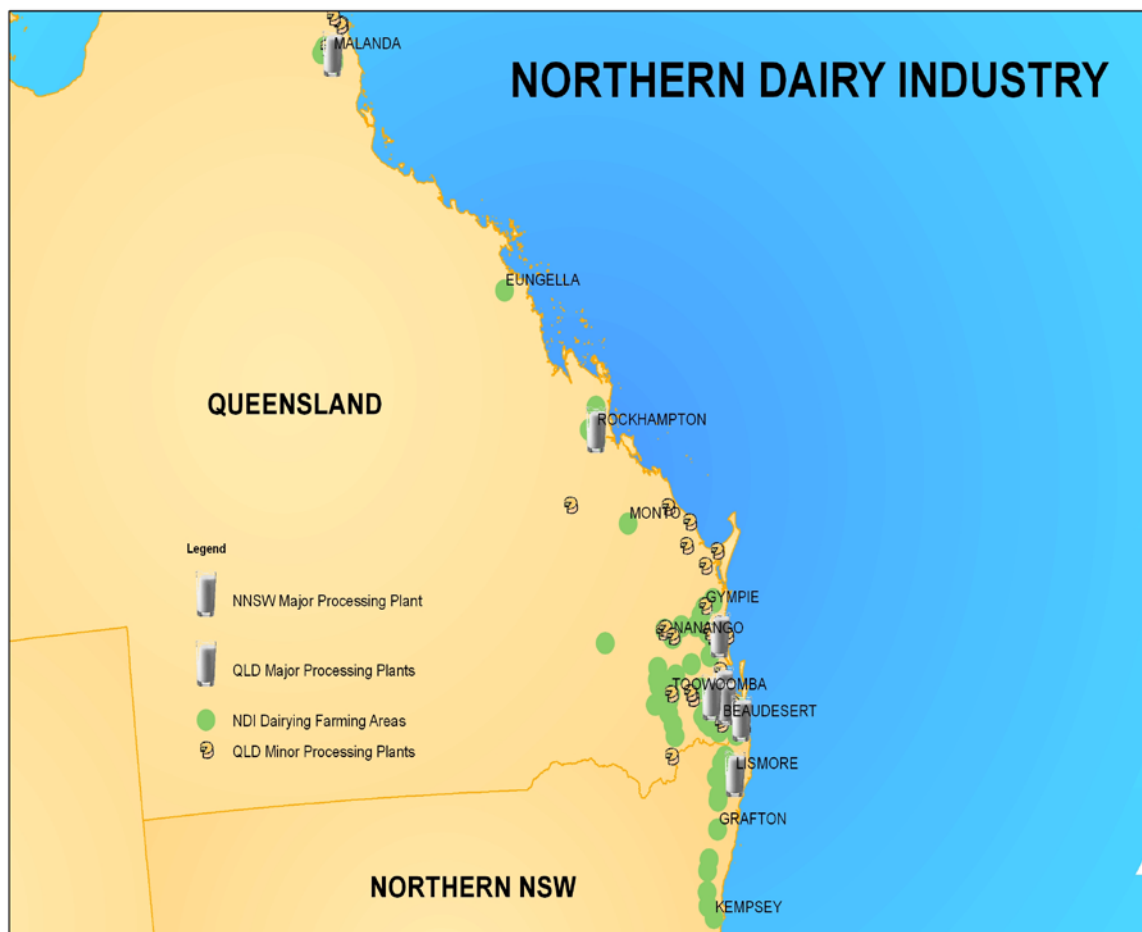 MALANDA
NORTHERN DAIRY INDUSTRY
EUNGELLA
QUEENSLAND
ROCKHAMPTON
MONTO
Legend
NNSW Major Processing Plant
QLD Major Processing Plants
NDI Dairying Farming Areas
QLD Minor Processing Plants
GYMPIE
NANANGO
TOOWOOMBA
BEAUDESERT
LISMORE
GRAFTON
NORTHERN NSW
KEMPSEY